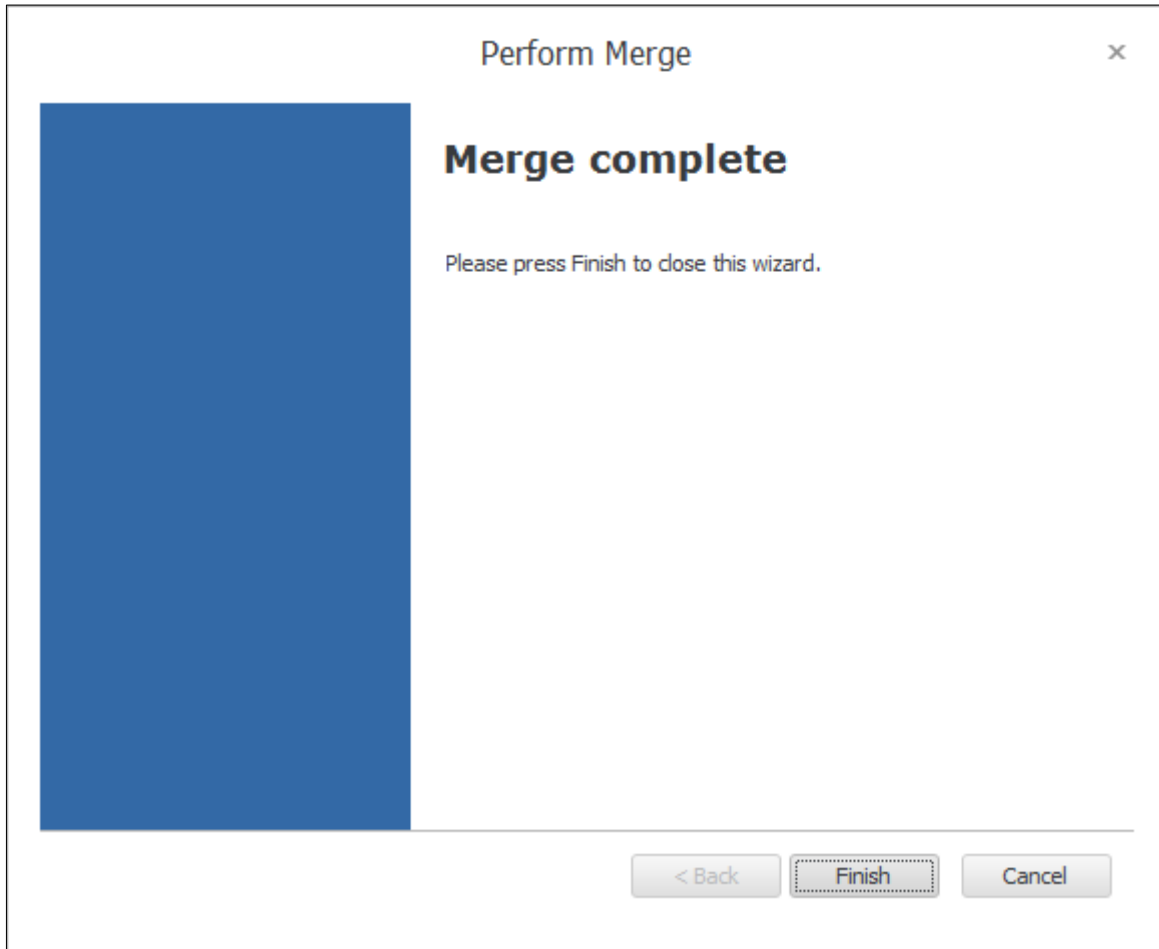 Perform Merge
Merge complete
Please press Finish to close this wizard.
< Back Finish Cancel